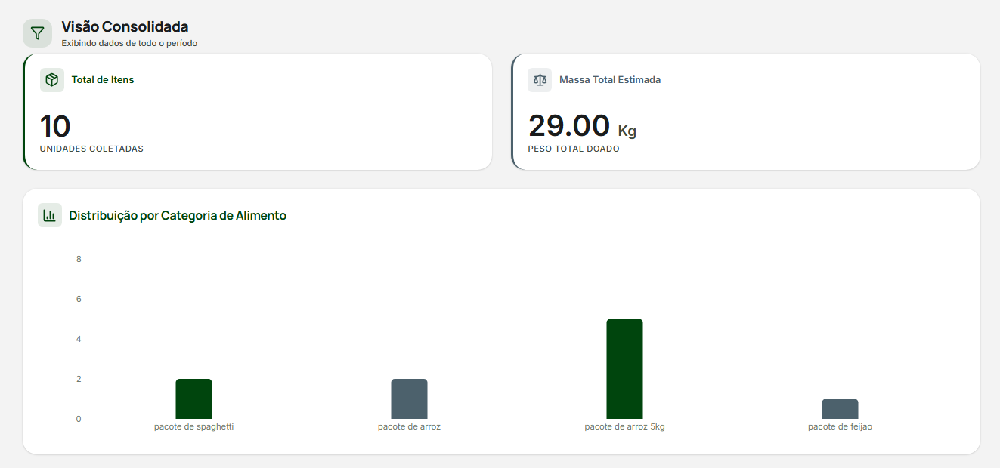 Visão Consolidada
Exibindo dados de todo o período
Total de Itens
10
UNIDADES COLETADAS
Massa Total Estimada
29.00 Kg
PESO TOTAL DOADO
Distribuição por Categoria de Alimento
8
6
4
2
0
pacote de spaghetti
pacote de arroz
pacote de arroz 5kg
pacote de feijao